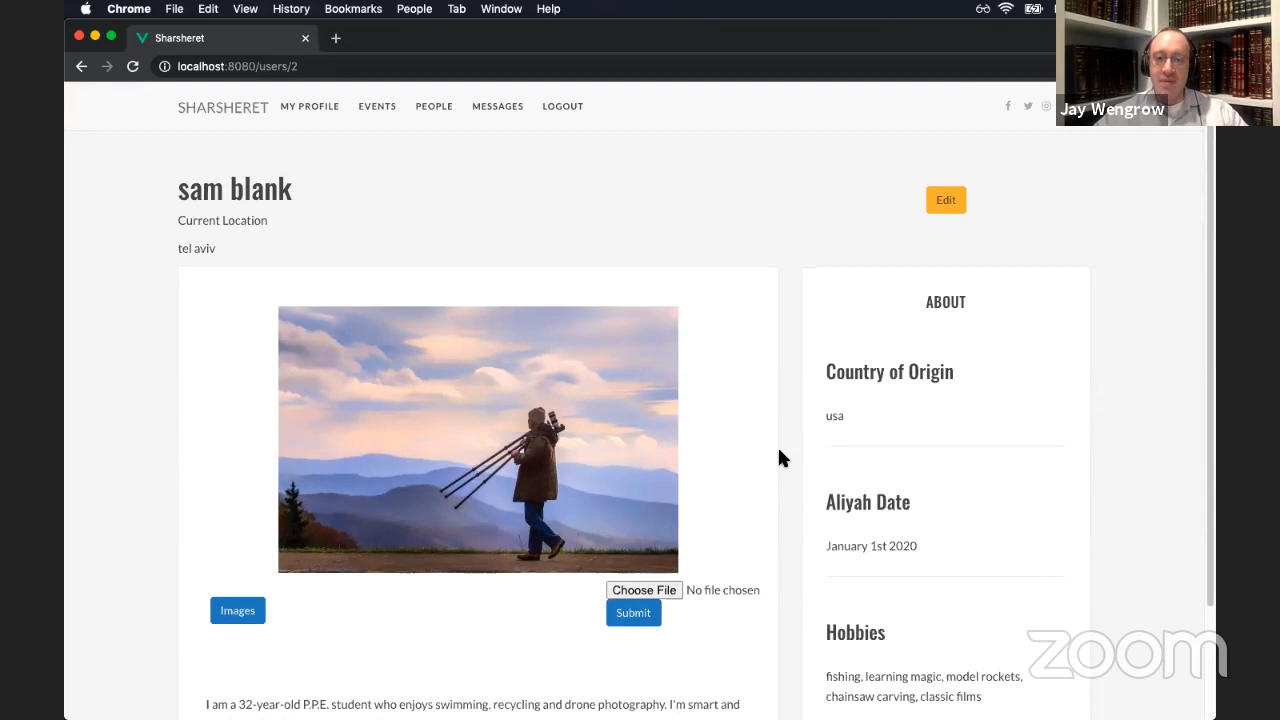 Chrome File Edit View History Bookmarks People Tab Window Help
Sharsheret
localhost:8080/users/2
Jay Wengrow
SHARSHERET MY PROFILE EVENTS PEOPLE MESSAGES LOGOUT
sam blank
Edit
Current Location
tel aviv
ABOUT
Country of Origin
usa
Aliyah Date
January 1st 2020
Choose File No file chosen
Images
Submit
Hobbies
fishing, learning magic, model rockets,
chainsaw carving, classic films
I am a 32-year-old P.P.E. student who enjoys swimming, recycling and drone photography. I'm smart and
zoom